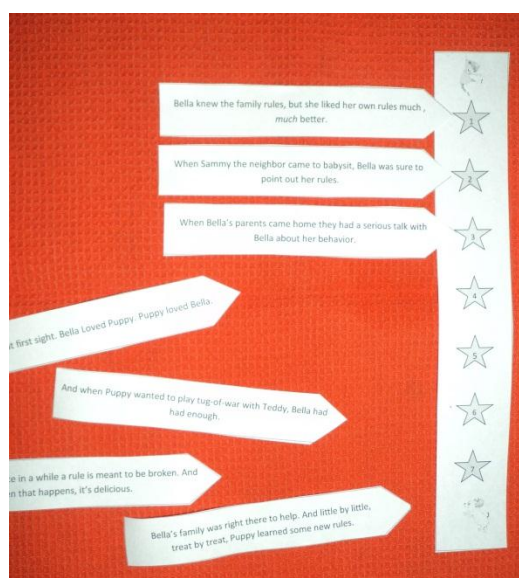 Bella knew the family rules, but she liked her own rules much ,
much better.
1
When Sammy the neighbor came to babysit, Bella was sure to
point out her rules.
2
When Bella's parents came home they had a serious talk with
Bella about her behavior.
3
4
t first sight. Bella Loved Puppy. Puppy loved Bella.
5
And when Puppy wanted to play tug-of-war with Teddy, Bella had
had enough.
6
ce in a while a rule is meant to be broken. And
en that happens, it's delicious.
7
Bella's family was right there to help. And little by little,
treat by treat, Puppy learned some new rules.